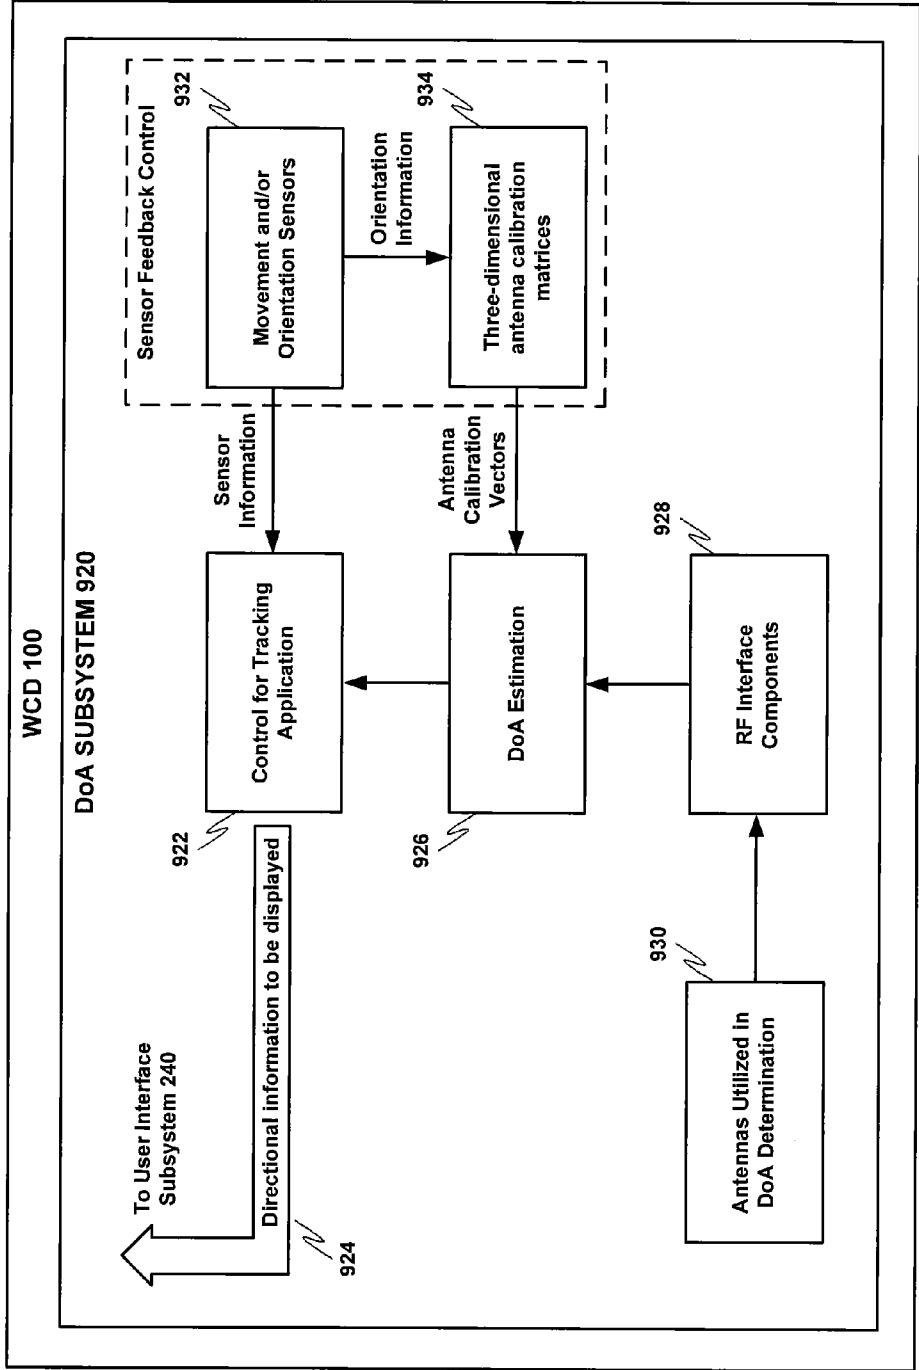 WCD 100
DoA SUBSYSTEM 920
To User Interface
Subsystem 240
Directional information to be displayed
924
922
Control for Tracking
Application
Sensor
Information
Sensor Feedback Control
932
Movement and/or
Orientation Sensors
Orientation
Information
934
Three-dimensional
antenna calibration
matrices
Antenna
Calibration
Vectors
926
DoA Estimation
928
RF Interface
Components
930
Antennas Utilized in
DoA Determination